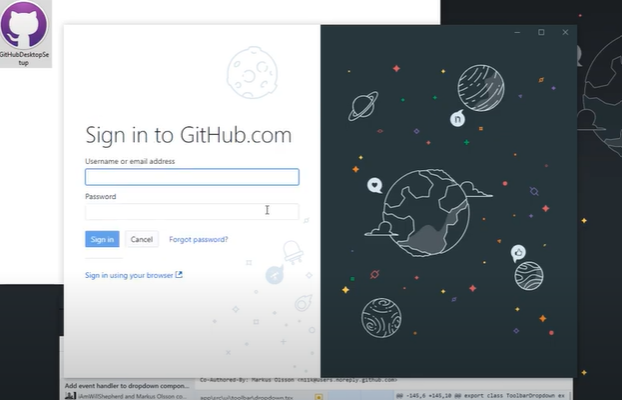 GitHubDesktopSe
tup
Sign in to GitHub.com
Username or email address
Password
Sign in
Cancel
Forgot password?
Sign in using your browser
n
Co-Authored-By: Markus Olsson <niik@users.noreply.github.com>
Add event handler to dropdown compon...
iAmWillShepherd and Markus Olsson co...
app\src\ui\toolbar\dropdown.tsx
@@ -145,6 +145,10 @@ export class ToolbarDropdown ex